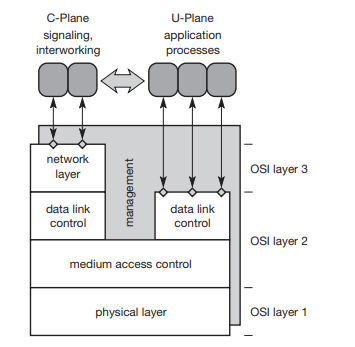 C-Plane
signaling,
interworking
U-Plane
application
processes
network
layer
management
OSI layer 3
data link
control
data link
control
OSI layer 2
medium access control
physical layer
OSI layer 1